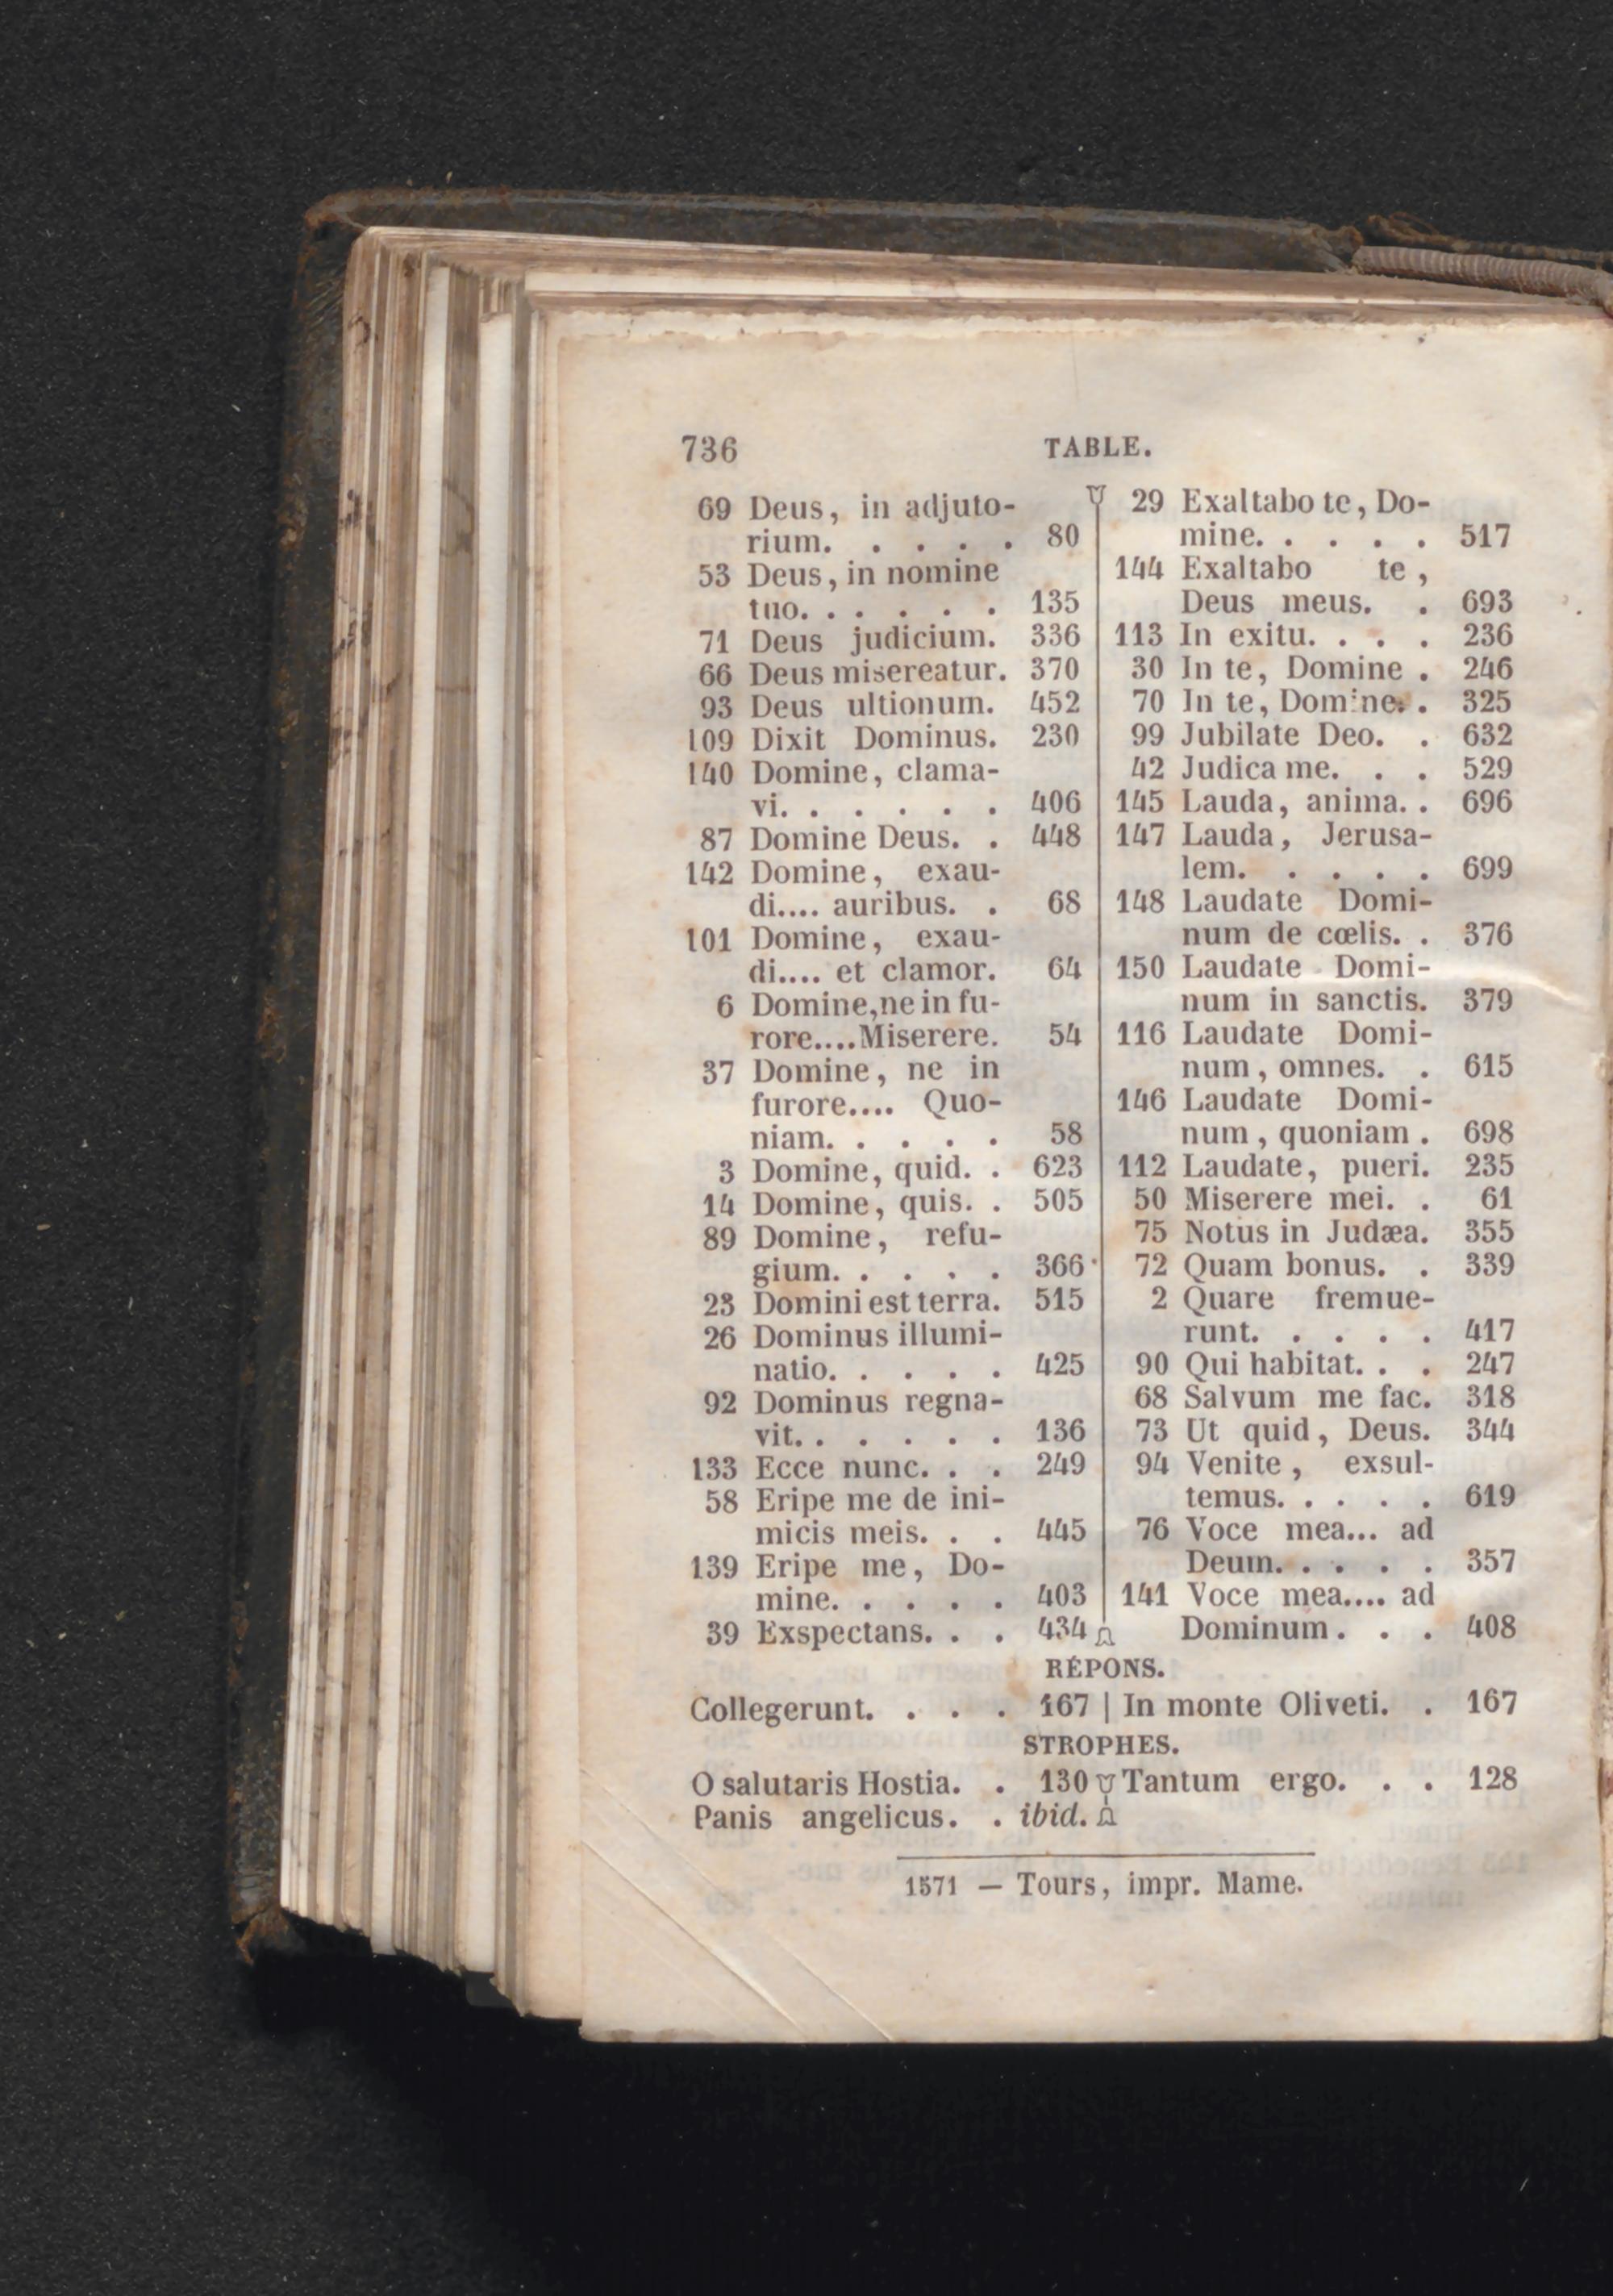 736 TABLE.
69 Deus, in adjuto-
rium. . . . . . 80
53 Deus, in nomine
tuo. . . . . . 135
71 Deus judicium. 336
66 Deus misereatur. 370
93 Deus ultionum. 452
109 Dixit Dominus. 230
140 Domine, clama-
vi. . . . . . 406
87 Domine Deus. . 448
142 Domine, exau-
di.... auribus. . 68
101 Domine, exau-
di.... et clamor. 64
6 Domine, ne in fu-
rore.... Miserere. 54
37 Domine, ne in
furore.... Quo-
niam. . . . . 58
3 Domine, quid. . 623
14 Domine, quis. . 505
89 Domine, refu-
gium. . . . . 366
23 Domini est terra. 515
26 Dominus illumi-
natio. . . . . 425
92 Dominus regna-
vit. . . . . . 136
133 Ecce nunc. . . 249
58 Eripe me de ini-
micis meis. . . 445
139 Eripe me, Do-
mine. . . . . 403
39 Exspectans. . . 434
29 Exaltabo te, Do-
mine. . . . . 517
144 Exaltabo te,
Deus meus. . 693
113 In exitu. . . . 236
30 In te, Domine . 246
70 In te, Domine. . 325
99 Jubilate Deo. . 632
42 Judica me. . . 529
145 Lauda, anima. . 696
147 Lauda, Jerusa-
lem. . . . . 699
148 Laudate Domi-
num de cœlis. . 376
150 Laudate Domi-
num in sanctis. 379
116 Laudate Domi-
num, omnes. . 615
146 Laudate Domi-
num, quoniam . 698
112 Laudate, pueri. 235
50 Miserere mei. . 61
75 Notus in Judæa. 355
72 Quam bonus. . 339
2 Quare fremue-
runt. . . . . 417
90 Qui habitat. . . 247
68 Salvum me fac. 318
73 Ut quid, Deus. 344
94 Venite, exsul-
temus. . . . . 619
76 Voce mea... ad
Deum. . . . . 357
141 Voce mea.... ad
Dominum. . . 408
RÉPONS.
Collegerunt. . . . 167 | In monte Oliveti. . 167
STROPHES.
O salutaris Hostia. . 130 Tantum ergo. . . 128
Panis angelicus. . ibid.
1571 — Tours, impr. Mame.